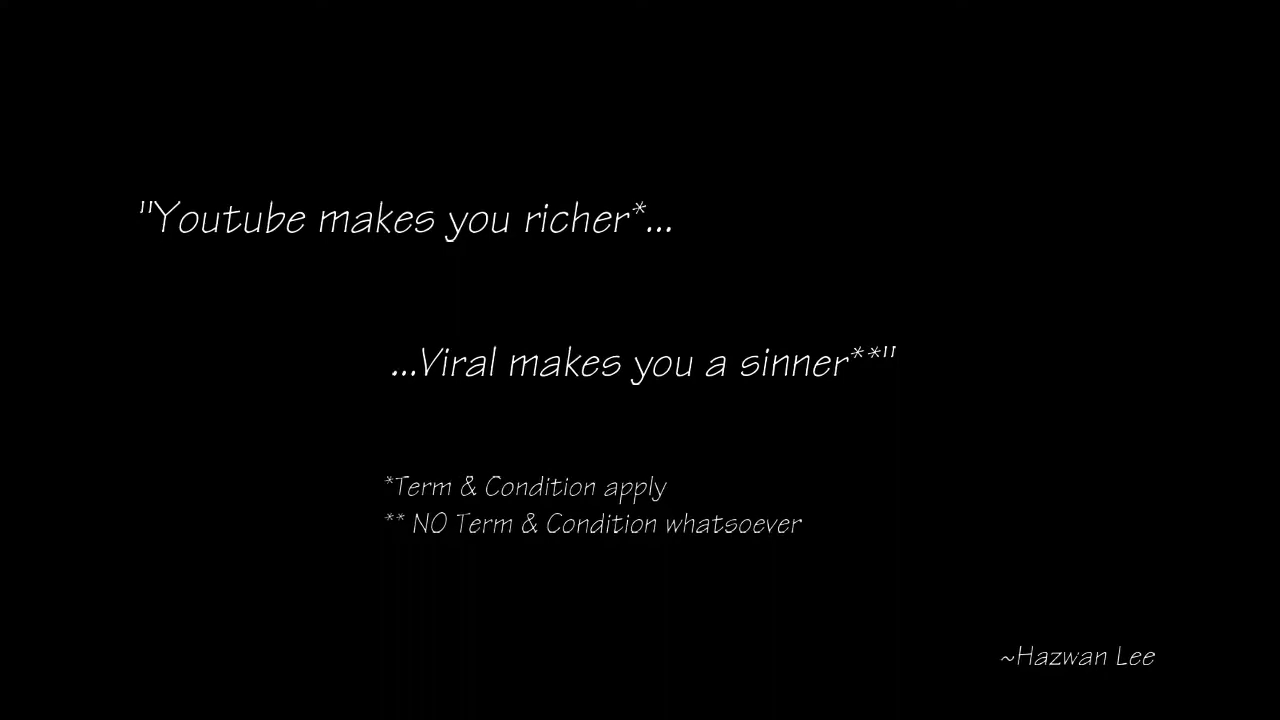 "Youtube makes you richer*...
...Viral makes you a sinner**"
*Term & Condition apply
** NO Term & Condition whatsoever
~Hazwan Lee